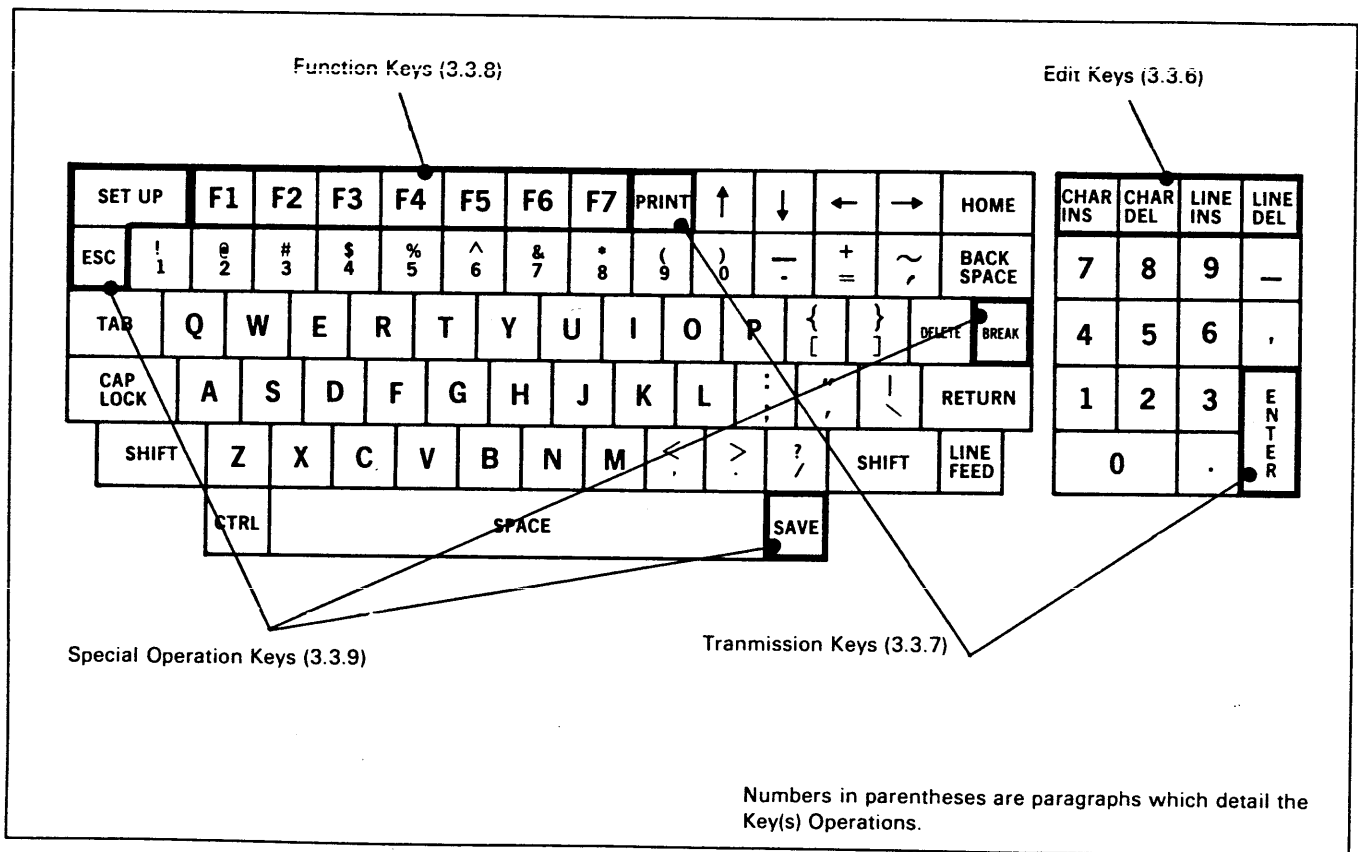 Function Keys (3.3.8)
Edit Keys (3.3.6)
SET UP F1 F2 F3 F4 F5 F6 F7 PRINT ↑ ↓ ← → HOME
CHAR INS CHAR DEL LINE INS LINE DEL
ESC ! 1 @ 2 # 3 $ 4 % 5 ^ 6 & 7 * 8 ( 9 ) 0 — - + = ~ ′ BACK SPACE
7 8 9 —
TAB Q W E R T Y U I O P { [ } ] DELETE BREAK
4 5 6 ,
CAP LOCK A S D F G H J K L : ; " ' | \ RETURN
1 2 3 ENTER
SHIFT Z X C V B N M < , > . ? / SHIFT LINE FEED
0 .
CTRL SPACE SAVE
Special Operation Keys (3.3.9)
Tranmission Keys (3.3.7)
Numbers in parentheses are paragraphs which detail the
Key(s) Operations.